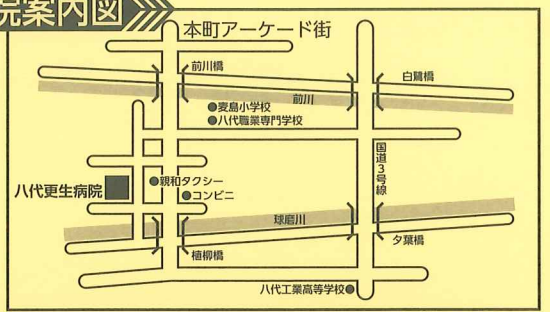 院案内図
本町アーケード街
前川橋
白鷺橋
前川
●麦島小学校
●八代職業専門学校
国道3号線
八代更生病院
●親和タクシー
●コンビニ
球磨川
植柳橋
夕葉橋
八代工業高等学校●